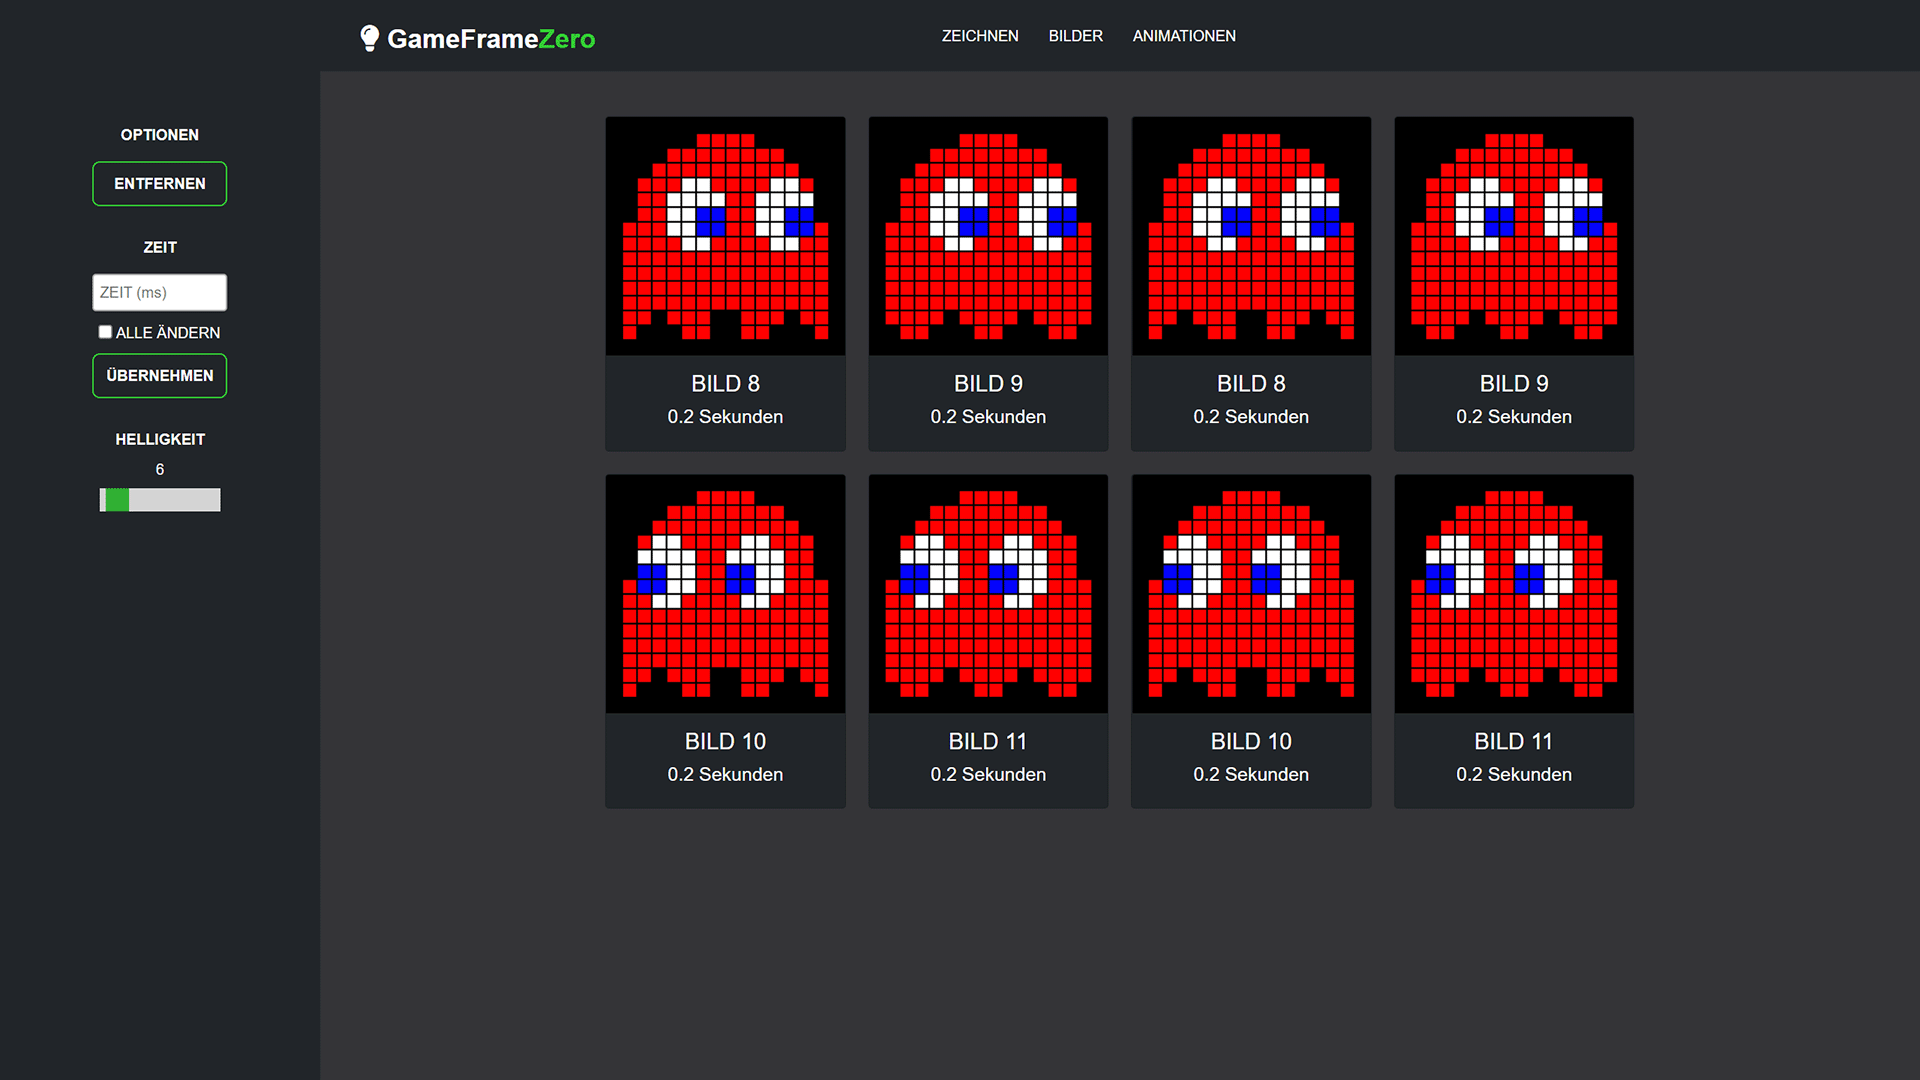 GameFrameZero
ZEICHNEN BILDER ANIMATIONEN
OPTIONEN
ENTFERNEN
ZEIT
ZEIT (ms)
ALLE ÄNDERN
ÜBERNEHMEN
HELLIGKEIT
6
BILD 8
0.2 Sekunden
BILD 9
0.2 Sekunden
BILD 8
0.2 Sekunden
BILD 9
0.2 Sekunden
BILD 10
0.2 Sekunden
BILD 11
0.2 Sekunden
BILD 10
0.2 Sekunden
BILD 11
0.2 Sekunden